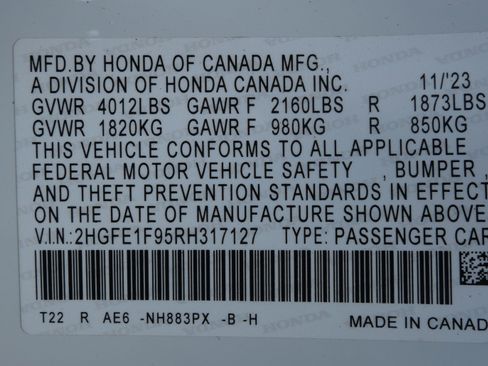 MFD.BY HONDA OF CANADA MFG.,
A DIVISION OF HONDA CANADA INC. 11/'23
GVWR 4012LBS GAWR F 2160LBS R 1873LBS
GVWR 1820KG GAWR F 980KG R 850KG
THIS VEHICLE CONFORMS TO ALL APPLICABLE
FEDERAL MOTOR VEHICLE SAFETY , BUMPER ,
AND THEFT PREVENTION STANDARDS IN EFFECT
ON THE DATE OF MANUFACTURE SHOWN ABOVE
V.I.N.:2HGFE1F95RH317127 TYPE: PASSENGER CAR
T22 R AE6 -NH883PX -B -H MADE IN CANAD